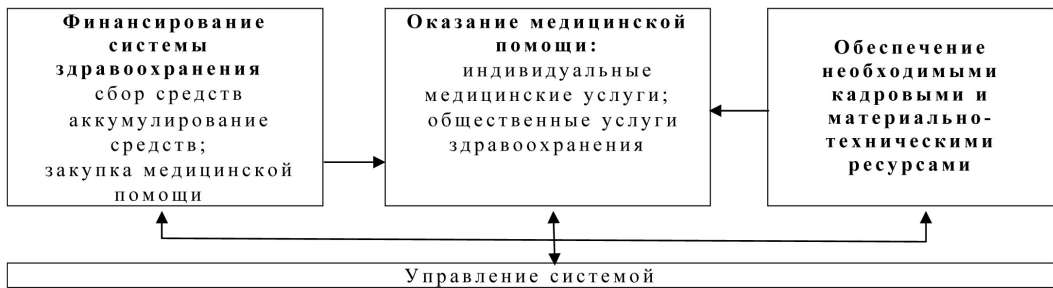 Финансирование
системы
здравоохранения
сбор средств
аккумулирование
средств;
закупка медицинской
помощи
Оказание медицинской
помощи:
индивидуальные
медицинские услуги;
общественные услуги
здравоохранения
Обеспечение
необходимыми
кадровыми и
материально-
техническими
ресурсами
Управление системой